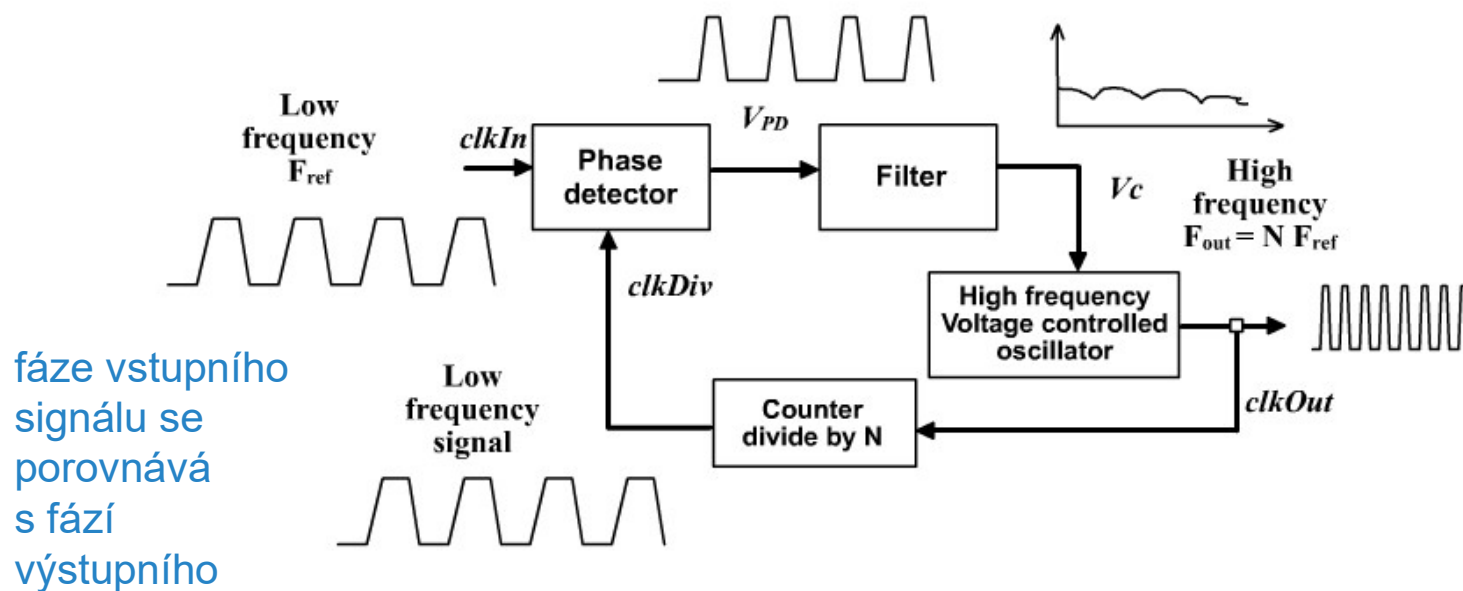 Low
frequency
Fref
clkIn
Phase
detector
VPD
Filter
Vc
High
frequency
Fout = N Fref
High frequency
Voltage controlled
oscillator
clkOut
Counter
divide by N
clkDiv
Low
frequency
signal
fáze vstupního
signálu se
porovnává
s fází
výstupního